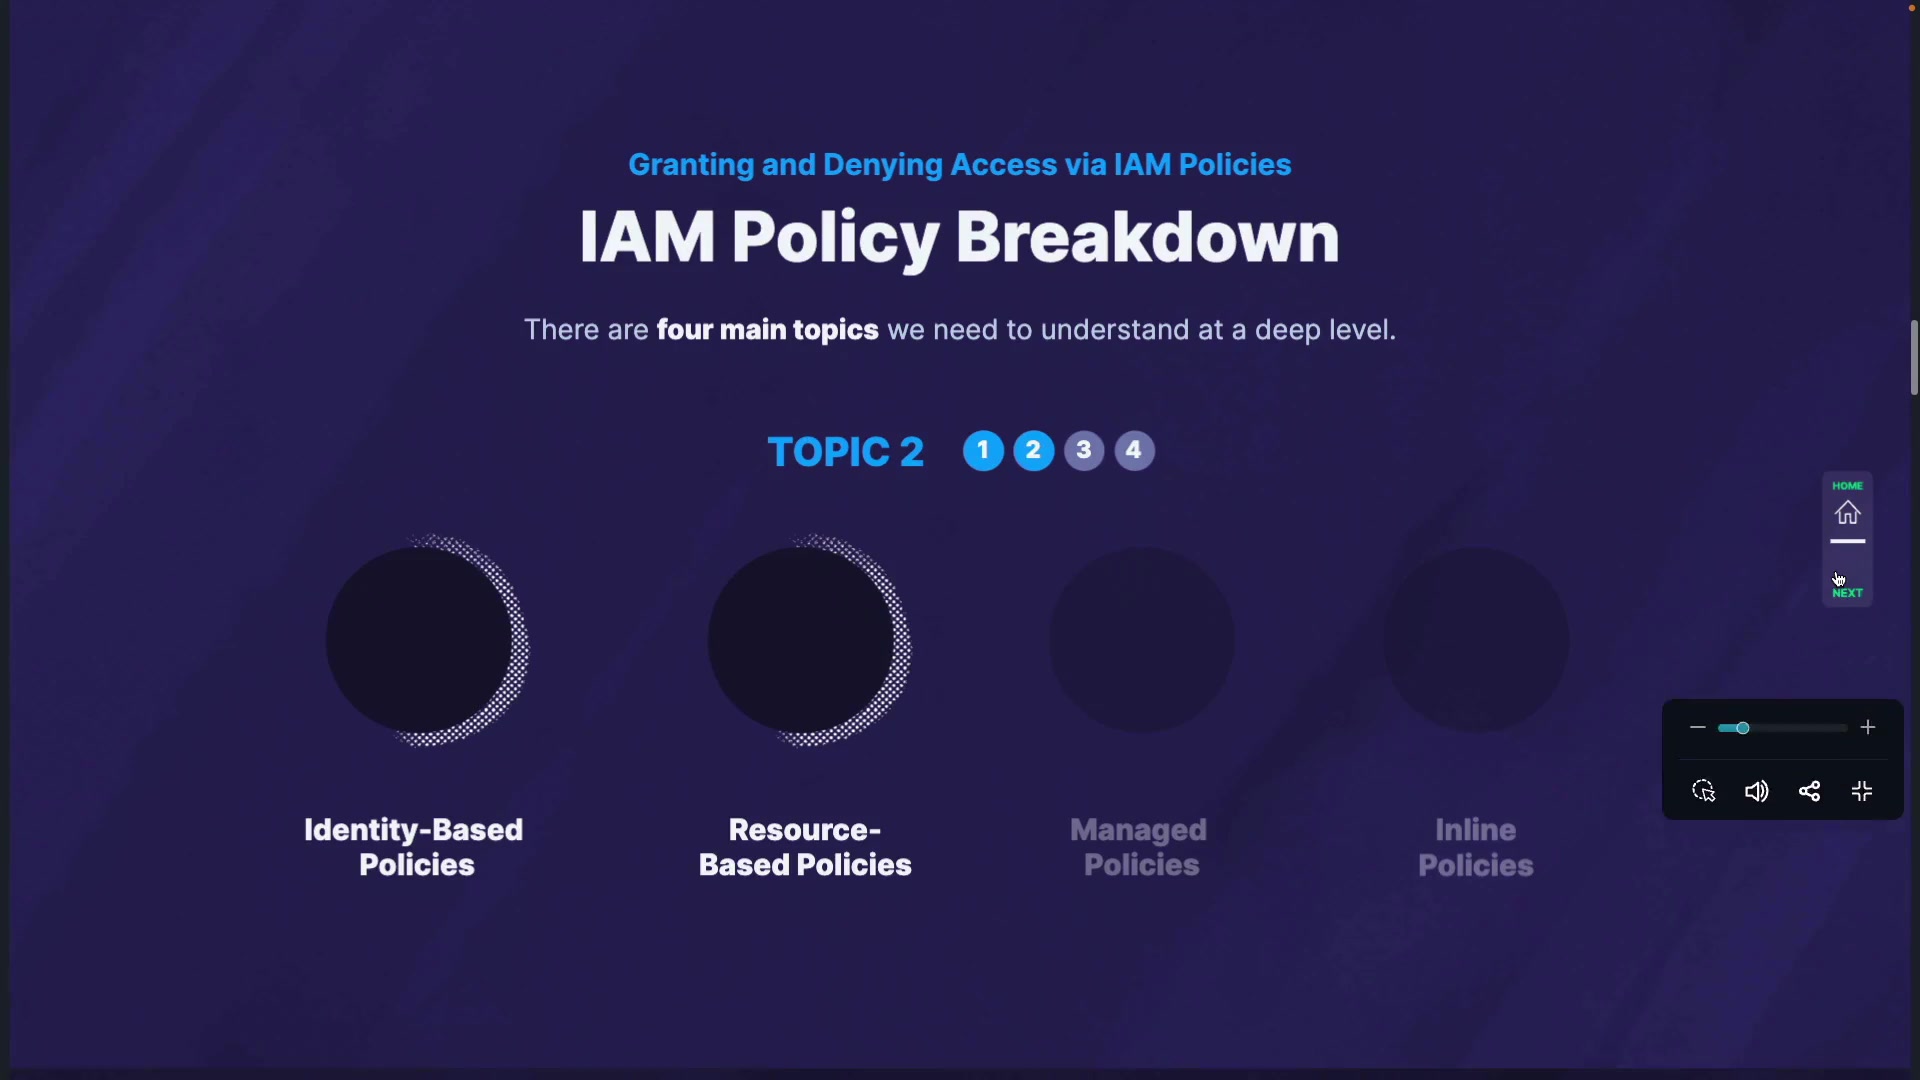 Granting and Denying Access via IAM Policies
IAM Policy Breakdown
There are four main topics we need to understand at a deep level.
TOPIC 2 1 2 3 4
HOME
NEXT
Identity-Based
Policies
Resource-
Based Policies
Managed
Policies
Inline
Policies